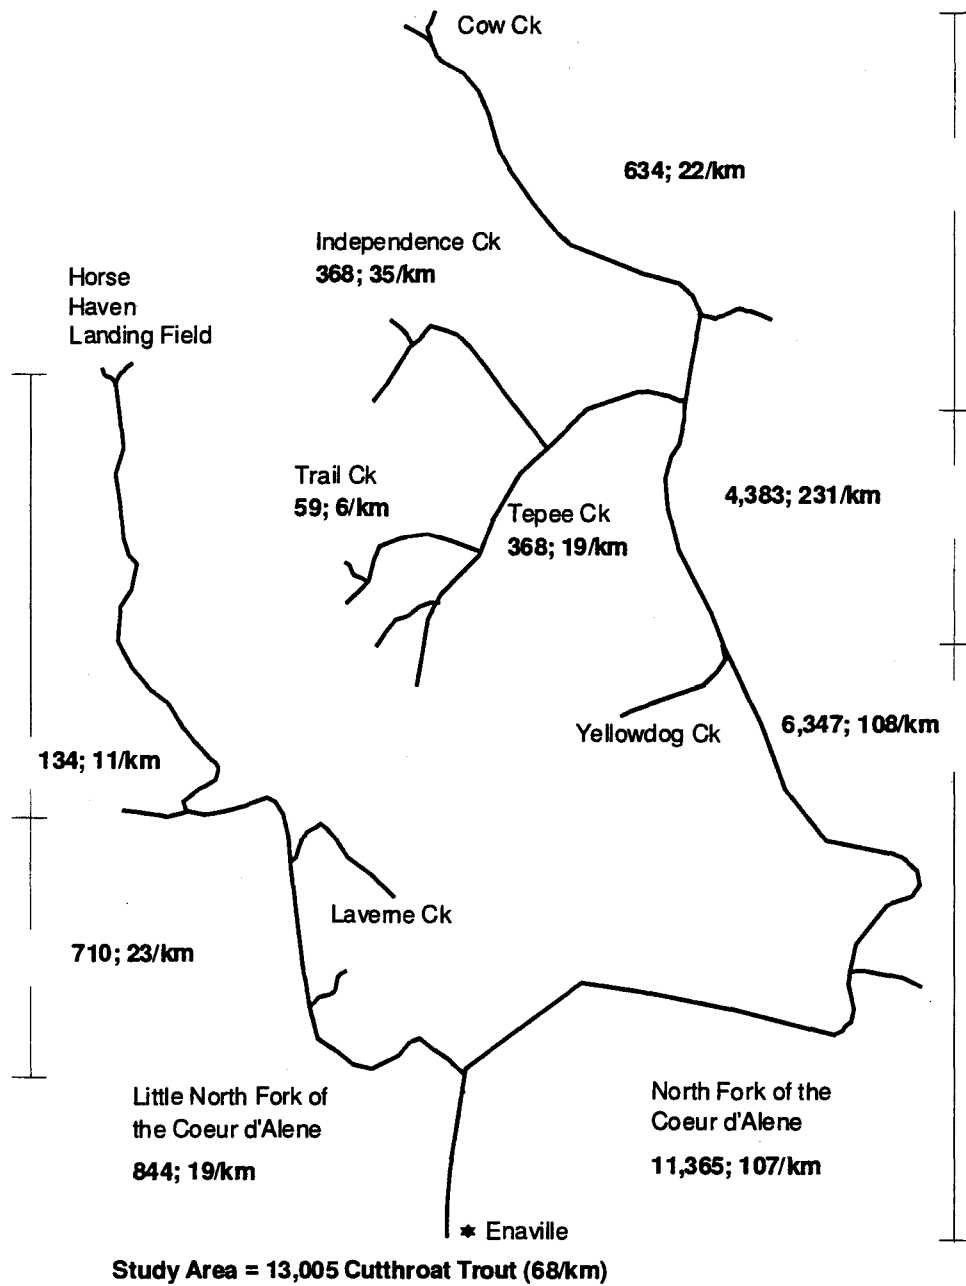 Cow Ck
634; 22/km
Independence Ck
368; 35/km
Horse
Haven
Landing Field
Trail Ck
59; 6/km
4,383; 231/km
Tepee Ck
368; 19/km
6,347; 108/km
Yellowdog Ck
134; 11/km
Laverne Ck
710; 23/km
Little North Fork of
the Coeur d'Alene
844; 19/km
North Fork of the
Coeur d'Alene
11,365; 107/km
✶ Enaville
Study Area = 13,005 Cutthroat Trout (68/km)